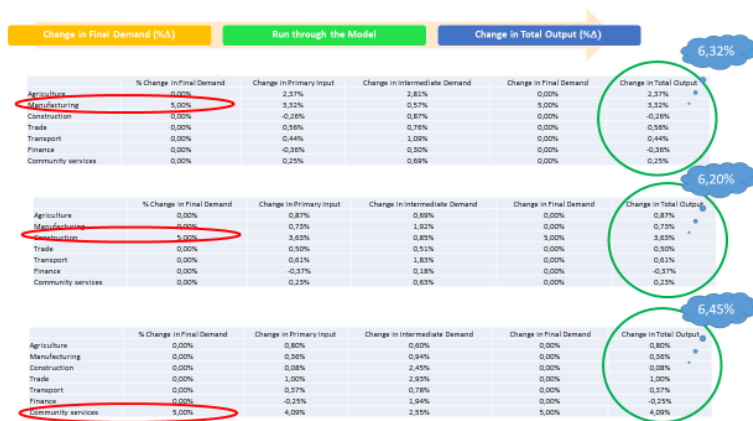 Change in Final Demand (%Δ) Run through the Model Change in Total Output (%Δ)
6,32%
% Change in Final Demand Change in Primary Input Change in Intermediate Demand Change in Final Demand Change in Total Output
Agriculture 0,00% 2,37% 2,81% 0,00% 2,37%
Manufacturing 5,00% 3,32% 0,57% 5,00% 3,32%
Construction 0,00% -0,26% 0,87% 0,00% -0,26%
Trade 0,00% 0,56% 0,76% 0,00% 0,56%
Transport 0,00% 0,44% 1,09% 0,00% 0,44%
Finance 0,00% -0,36% 0,30% 0,00% -0,36%
Community services 0,00% 0,25% 0,69% 0,00% 0,25%
6,20%
% Change in Final Demand Change in Primary Input Change in Intermediate Demand Change in Final Demand Change in Total Output
Agriculture 0,00% 0,87% 0,69% 0,00% 0,87%
Manufacturing 0,00% 0,73% 1,92% 0,00% 0,73%
Construction 5,00% 3,63% 0,85% 5,00% 3,63%
Trade 0,00% 0,50% 0,51% 0,00% 0,50%
Transport 0,00% 0,61% 1,83% 0,00% 0,61%
Finance 0,00% -0,37% 0,18% 0,00% -0,37%
Community services 0,00% 0,23% 0,63% 0,00% 0,23%
6,45%
% Change in Final Demand Change in Primary Input Change in Intermediate Demand Change in Final Demand Change in Total Output
Agriculture 0,00% 0,80% 0,60% 0,00% 0,80%
Manufacturing 0,00% 0,36% 0,94% 0,00% 0,36%
Construction 0,00% 0,08% 2,45% 0,00% 0,08%
Trade 0,00% 1,00% 2,93% 0,00% 1,00%
Transport 0,00% 0,37% 0,78% 0,00% 0,37%
Finance 0,00% -0,25% 1,94% 0,00% -0,25%
Community services 5,00% 4,09% 2,55% 5,00% 4,09%